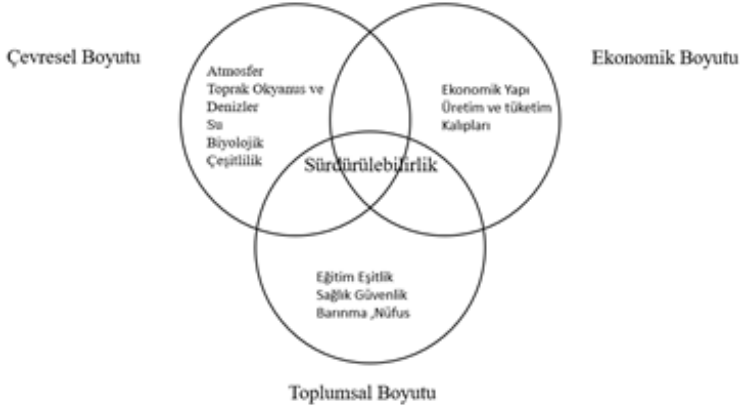 Çevresel Boyutu
Ekonomik Boyutu
Atmosfer
Toprak Okyanus ve
Denizler
Su
Biyolojik
Çeşitlilik
Ekonomik Yapı
Üretim ve tüketim
Kalıpları
Sürdürülebilirlik
Eğitim Eşitlik
Sağlık Güvenlik
Barınma ,Nüfus
Toplumsal Boyutu